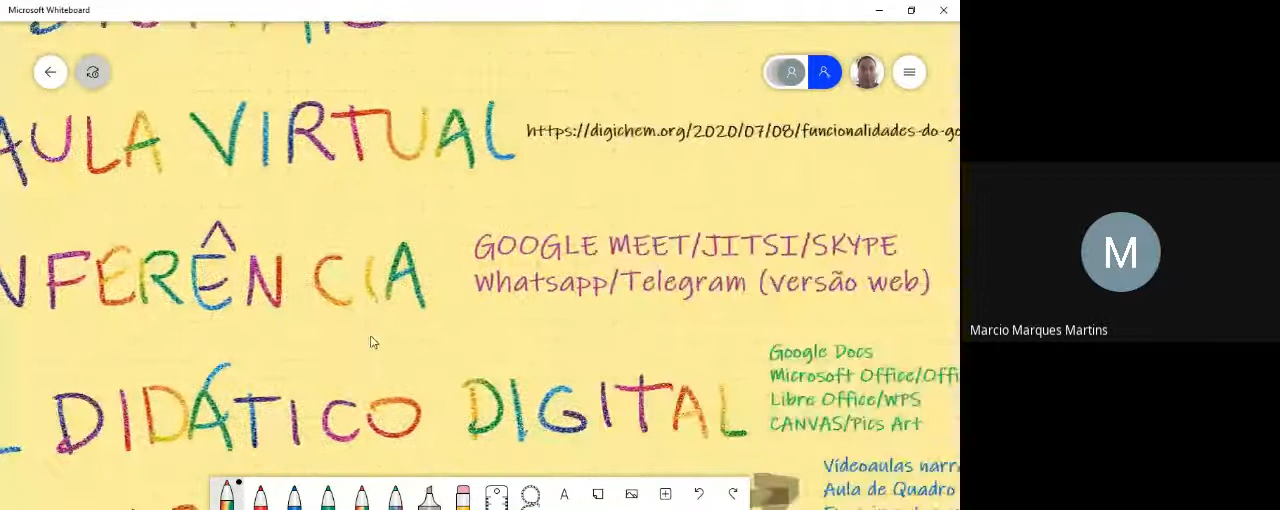 Microsoft Whiteboard
AULA VIRTUAL
https://digichem.org/2020/07/08/funcionalidades-do-go
NFERÊNCIA
GOOGLE MEET/JITSI/SKYPE
Whatsapp/Telegram (versão web)
L DIDÁTICO DIGITAL
Google Docs
Microsoft Office/Offi
Libre Office/WPS
CANVAS/Pics Art
Vídeoaulas narr
Aula de Quadro
A
M
Marcio Marques Martins